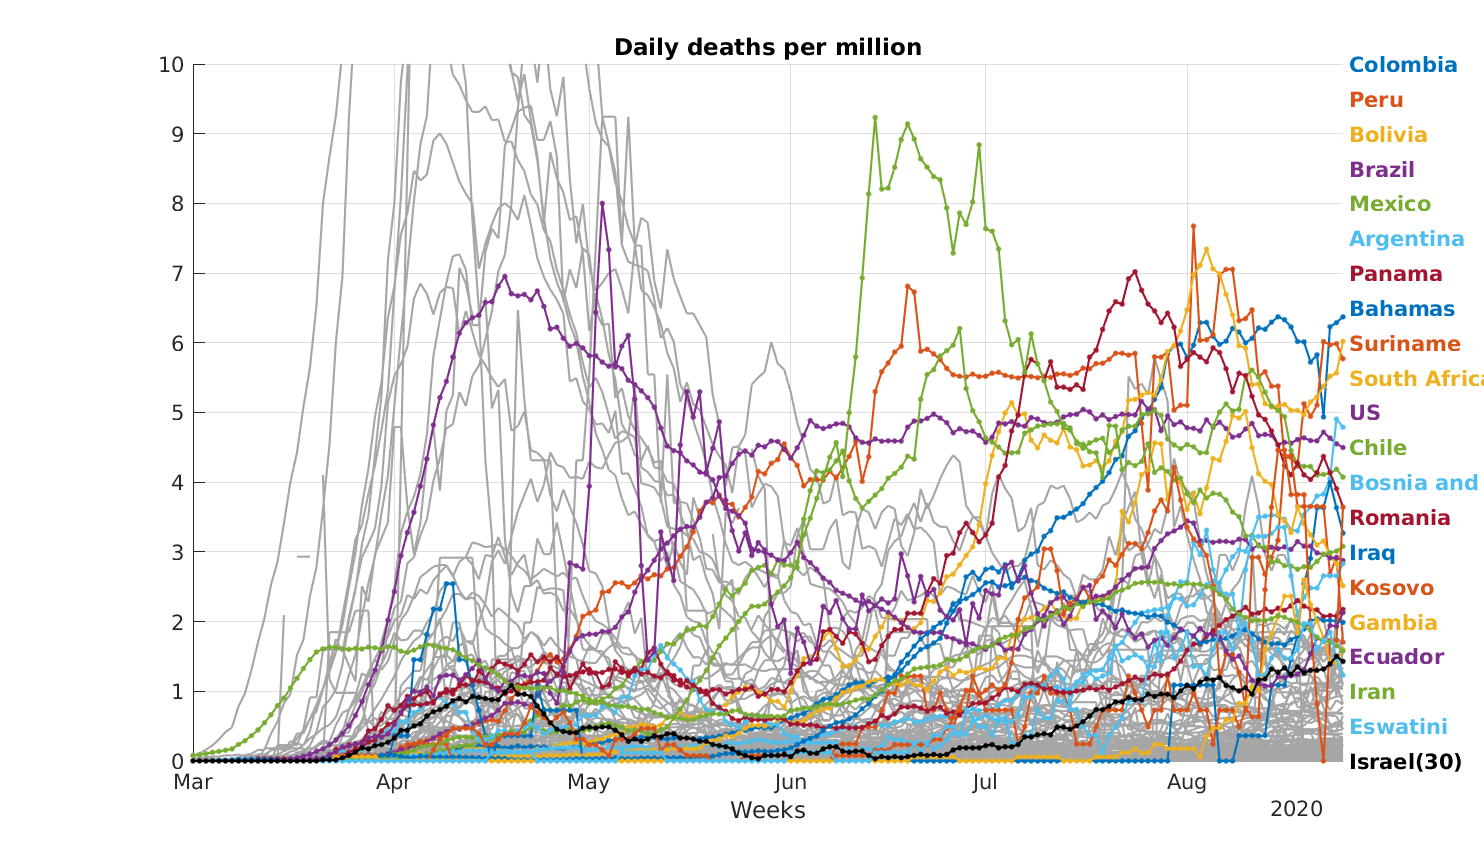 Daily deaths per million
10
9
8
7
6
5
4
3
2
1
0
Mar
Apr
May
Jun
Jul
Aug
Weeks
2020
Colombia
Peru
Bolivia
Brazil
Mexico
Argentina
Panama
Bahamas
Suriname
South Africa
US
Chile
Bosnia and
Romania
Iraq
Kosovo
Gambia
Ecuador
Iran
Eswatini
Israel(30)